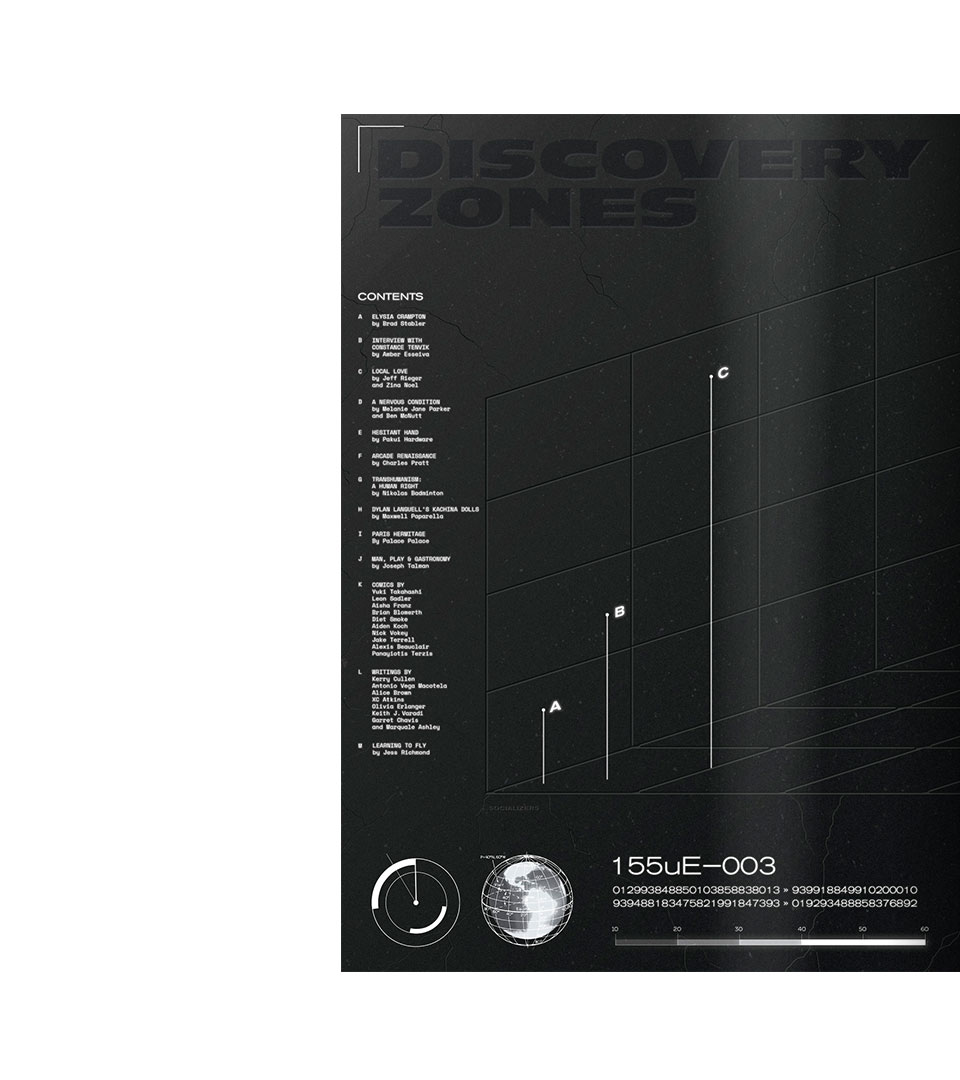 DISCOVERY
ZONES
CONTENTS
A ELYSIA CRAMPTON
by Brad Stabler
B INTERVIEW WITH
CONSTANCE TENVIK
by Amber Esseiva
C LOCAL LOVE
by Jeff Rieger
and Zina Noel
D A NERVOUS CONDITION
by Melanie Jane Parker
and Ben McNutt
E HESITANT HAND
by Pakui Hardware
F ARCADE RENAISSANCE
by Charles Pratt
G TRANSHUMANISM:
A HUMAN RIGHT
by Nikolas Badminton
H DYLAN LANGUELL'S KACHINA DOLLS
by Maxwell Paparella
I PARIS HERMITAGE
By Palace Palace
J MAN, PLAY & GASTRONOMY
by Joseph Talman
K COMICS BY
Yuki Takahashi
Leon Sadler
Aisha Franz
Brian Blomerth
Diet Smoke
Aidan Koch
Nick Vokey
Jake Terrell
Alexis Beauclair
Panayiotis Terzis
L WRITINGS BY
Kerry Cullen
Antonio Vega Macotela
Alice Brown
XC Atkins
Olivia Erlanger
Keith J. Varadi
Garret Chavis
and Marquale Ashley
M LEARNING TO FLY
by Jess Richmond
C
B
A
155uE—003
01299384885010385883​8013 » 939918849910200010
939488183475821991847393 » 019293488858376892
10 20 30 40 50 60